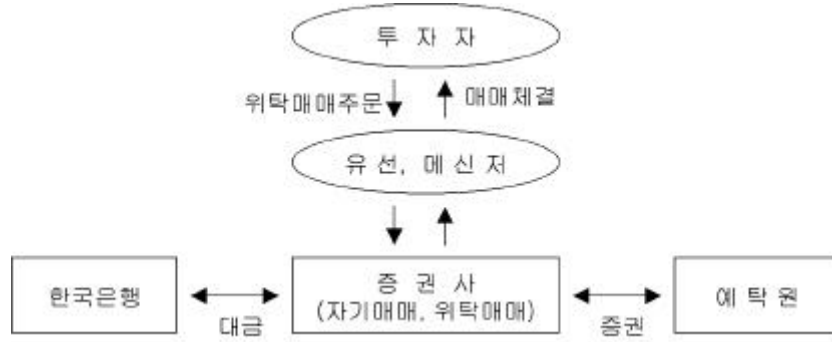 투 자 자
위탁매매주문
매매체결
유 선, 메 신 저
한국은행
대금
증 권 사
(자기매매, 위탁매매)
증권
예 탁 원